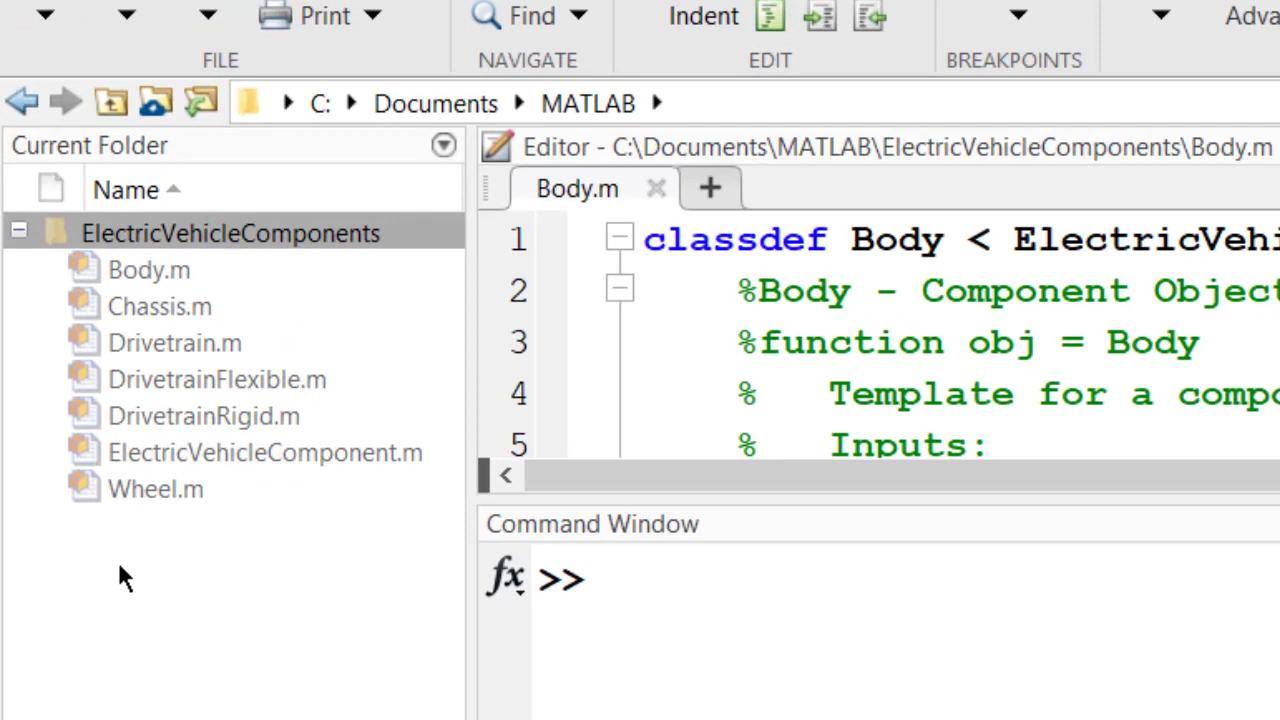 Print
Find
Indent
FILE
NAVIGATE
EDIT
BREAKPOINTS
C:
Documents
MATLAB
Current Folder
Name
ElectricVehicleComponents
Body.m
Chassis.m
Drivetrain.m
DrivetrainFlexible.m
DrivetrainRigid.m
ElectricVehicleComponent.m
Wheel.m
Editor - C:\Documents\MATLAB\ElectricVehicleComponents\Body.m
Body.m
1 classdef Body < ElectricVehi
2 %Body - Component Object
3 %function obj = Body
4 % Template for a compo
5 % Inputs:
Command Window
fx >>